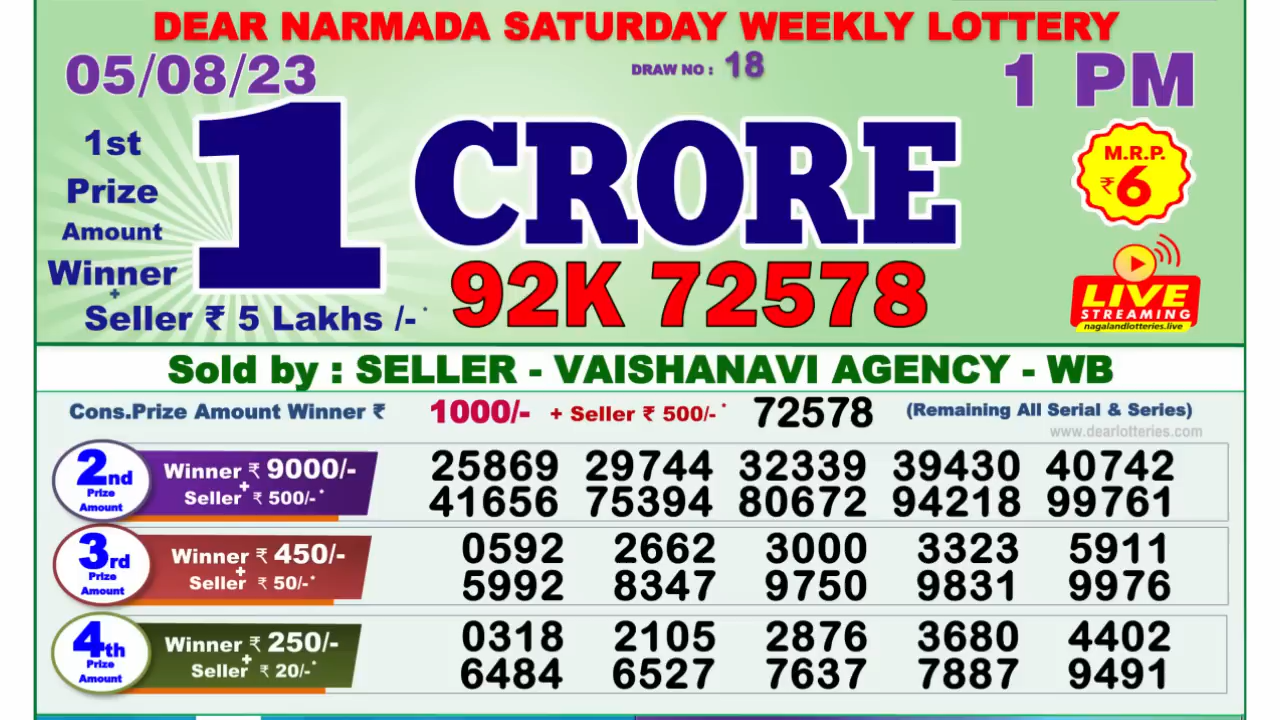 DEAR NARMADA SATURDAY WEEKLY LOTTERY
05/08/23
DRAW NO : 18
1 PM
1st
Prize
Amount
Winner
+
Seller ₹ 5 Lakhs /-*
1 CRORE
92K 72578
M.R.P.
₹6
LIVE
STREAMING
nagalandlotteries.live
Sold by : SELLER - VAISHANAVI AGENCY - WB
Cons.Prize Amount Winner ₹ 1000/- + Seller ₹ 500/-* 72578 (Remaining All Serial & Series)
www.dearlotteries.com
2nd
Prize
Amount
Winner ₹ 9000/-
+
Seller ₹ 500/-*
25869 29744 32339 39430 40742
41656 75394 80672 94218 99761
3rd
Prize
Amount
Winner ₹ 450/-
+
Seller ₹ 50/-*
0592 2662 3000 3323 5911
5992 8347 9750 9831 9976
4th
Prize
Amount
Winner ₹ 250/-
+
Seller ₹ 20/-*
0318 2105 2876 3680 4402
6484 6527 7637 7887 9491